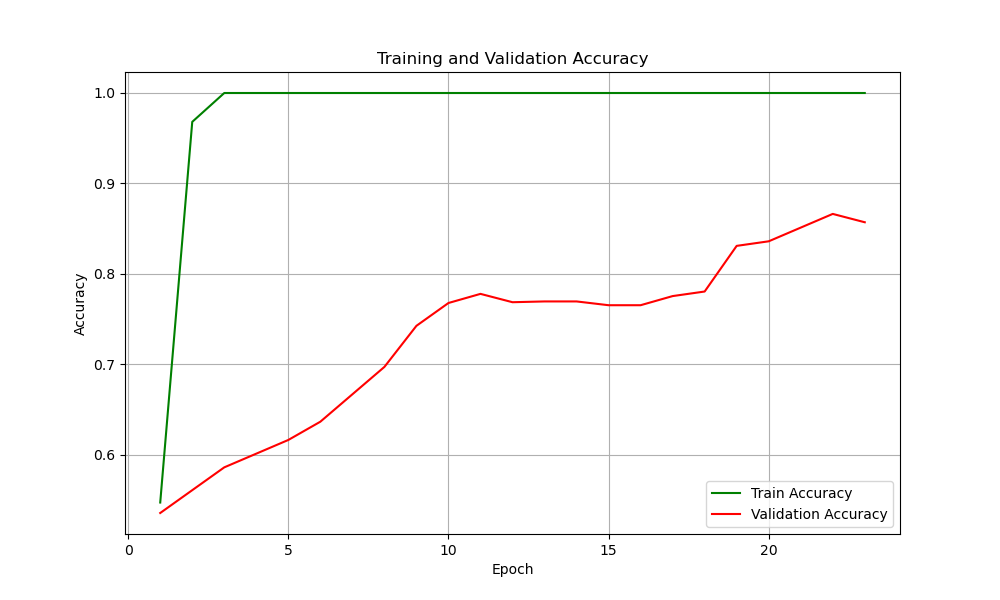 Training and Validation Accuracy
1.0
0.9
0.8
0.7
0.6
Accuracy
0 5 10 15 20
Epoch
Train Accuracy
Validation Accuracy